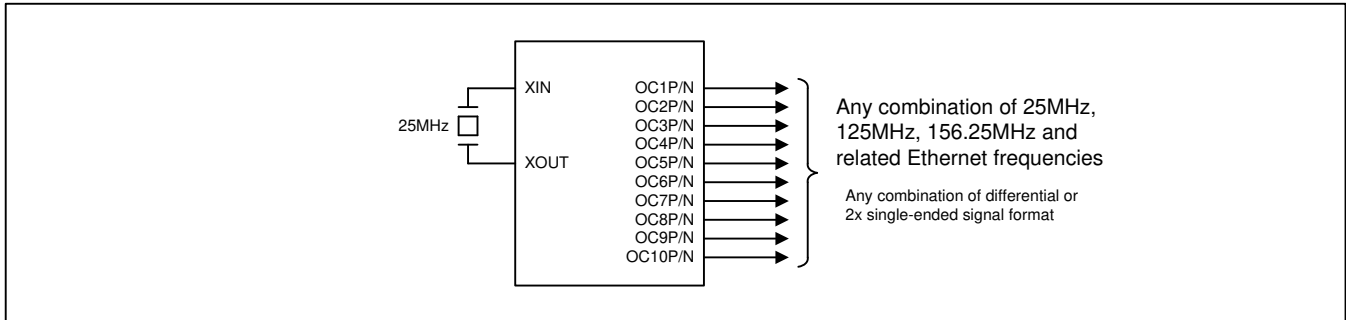 XIN
25MHz
XOUT
OC1P/N
OC2P/N
OC3P/N
OC4P/N
OC5P/N
OC6P/N
OC7P/N
OC8P/N
OC9P/N
OC10P/N
Any combination of 25MHz,
125MHz, 156.25MHz and
related Ethernet frequencies
Any combination of differential or
2x single-ended signal format